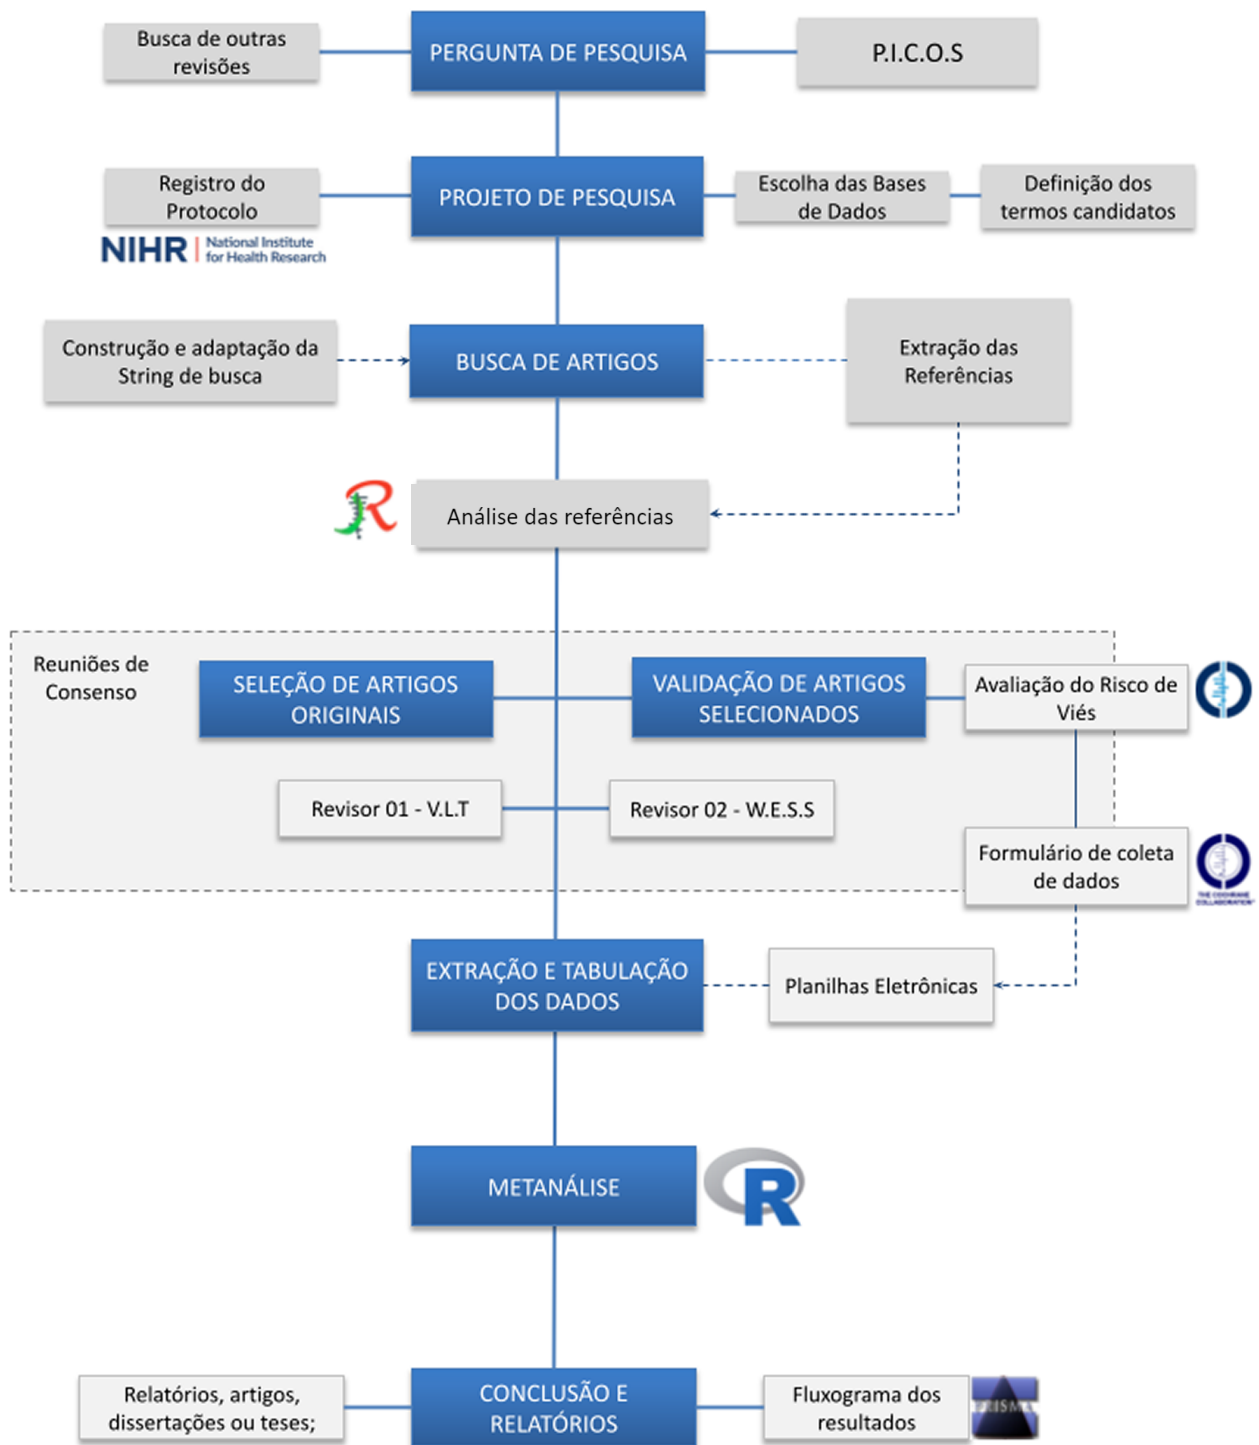 Busca de outras
revisões
PERGUNTA DE PESQUISA
P.I.C.O.S
Registro do
Protocolo
NIHR | National Institute
for Health Research
PROJETO DE PESQUISA
Escolha das Bases
de Dados
Definição dos
termos candidatos
Construção e adaptação da
String de busca
BUSCA DE ARTIGOS
Extração das
Referências
R
Análise das referências
Reuniões de
Consenso
SELEÇÃO DE ARTIGOS
ORIGINAIS
VALIDAÇÃO DE ARTIGOS
SELECIONADOS
Avaliação do Risco de
Viés
Revisor 01 - V.L.T
Revisor 02 - W.E.S.S
Formulário de coleta
de dados
THE COCHRANE
COLLABORATION®
EXTRAÇÃO E TABULAÇÃO
DOS DADOS
Planilhas Eletrônicas
METANÁLISE
R
Relatórios, artigos,
dissertações ou teses;
CONCLUSÃO E
RELATÓRIOS
Fluxograma dos
resultados
PRISMA